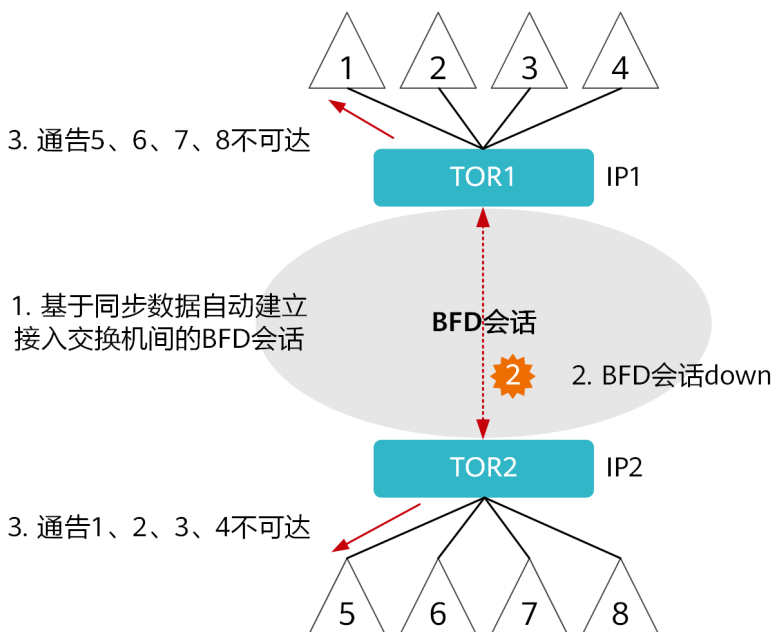 1 2 3 4
3. 通告5、6、7、8不可达
TOR1 IP1
1. 基于同步数据自动建立
接入交换机间的BFD会话
BFD会话
2 2. BFD会话down
TOR2 IP2
3. 通告1、2、3、4不可达
5 6 7 8